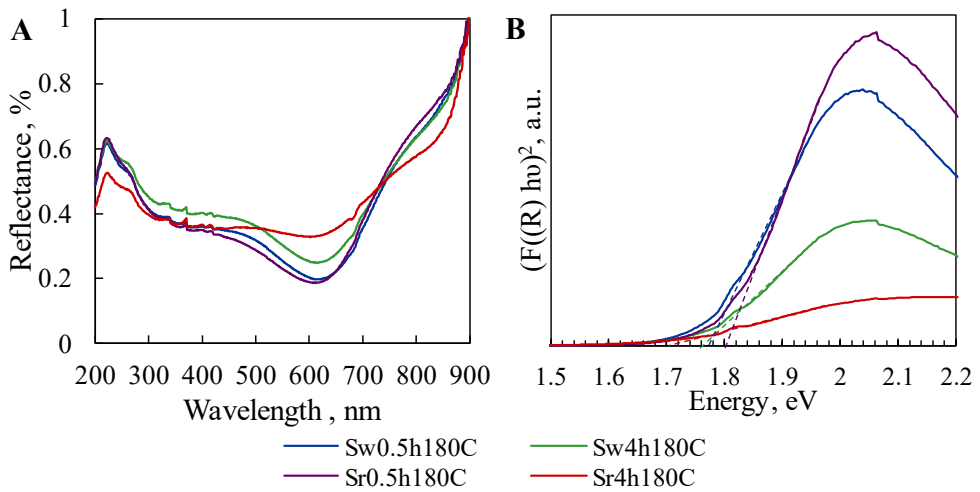 A
Reflectance, %
1
0.8
0.6
0.4
0.2
0
200 300 400 500 600 700 800 900
Wavelength , nm
B
(F((R) hυ)², a.u.
1.5 1.6 1.7 1.8 1.9 2 2.1 2.2
Energy, eV
Sw0.5h180C Sw4h180C
Sr0.5h180C Sr4h180C